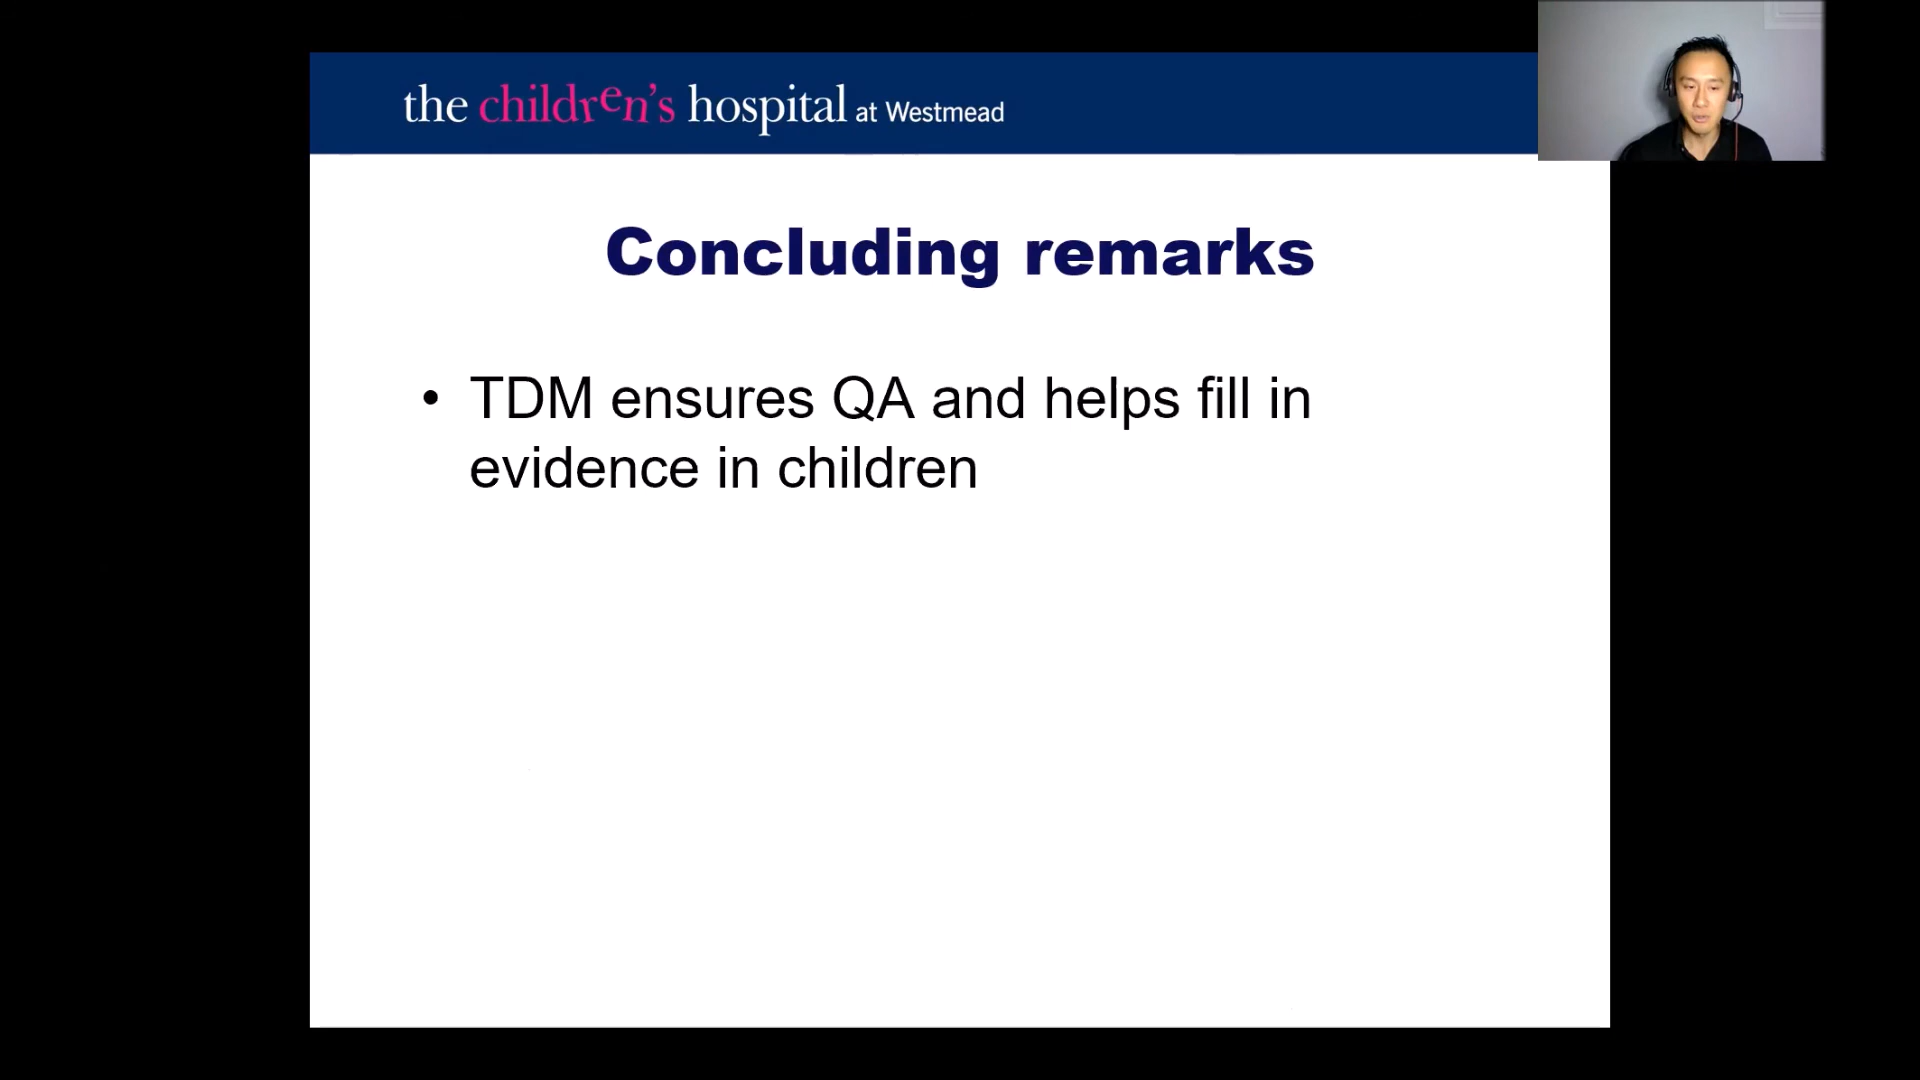 the children's hospital at Westmead
Concluding remarks
• TDM ensures QA and helps fill in
evidence in children